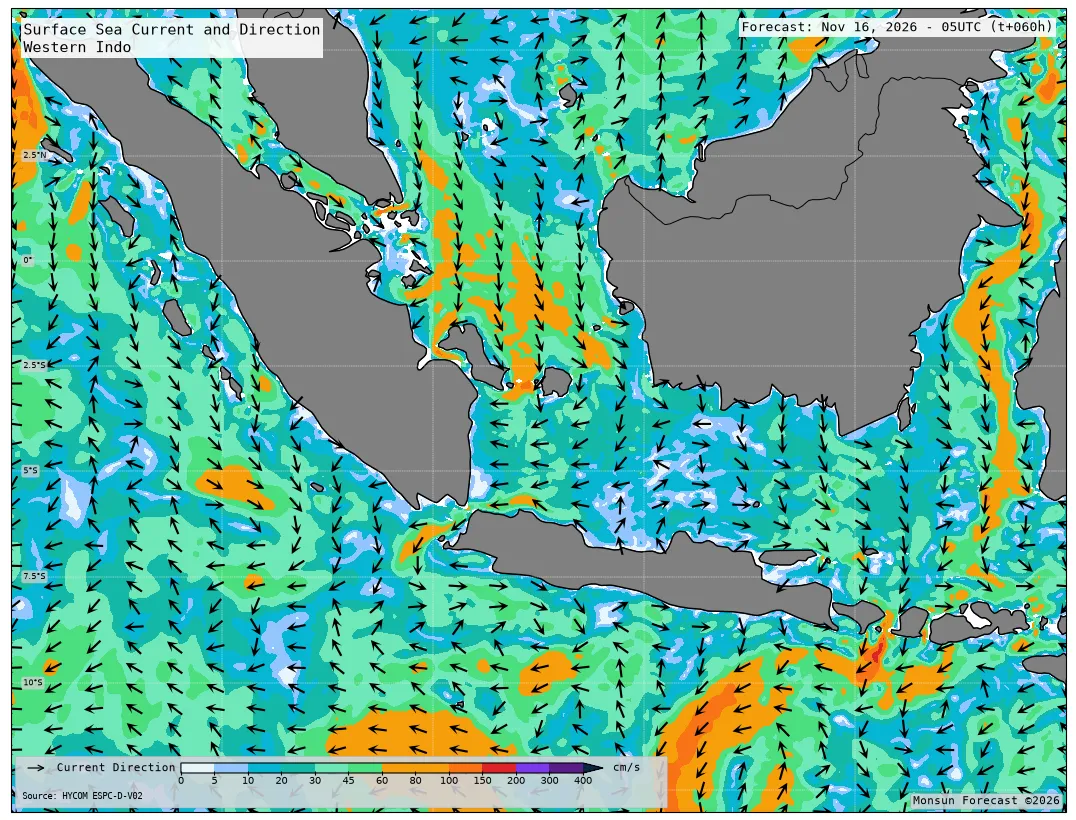 Surface Sea Current and Direction
Western Indo
Forecast: Nov 16, 2026 - 05UTC (t+060h)
2.5°N
0°
2.5°S
5°S
7.5°S
10°S
Current Direction
0 5 10 20 30 45 60 80 100 150 200 300 400 cm/s
Source: HYCOM ESPC-D-V02
Monsun Forecast ©2026